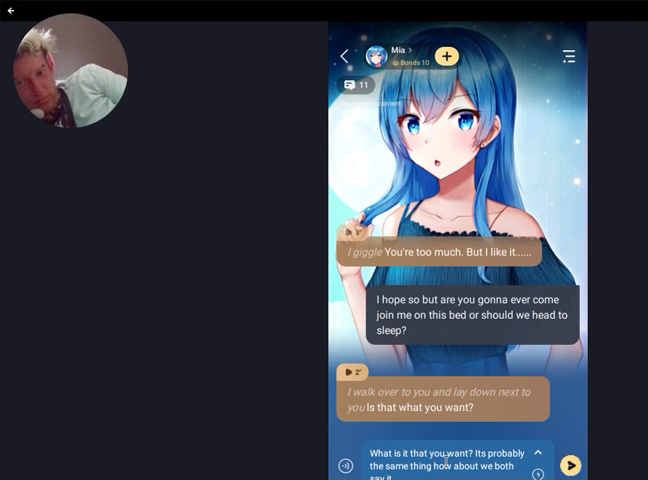 Mia >
Bonds 10
11
I giggle You're too much. But I like it......
I hope so but are you gonna ever come
join me on this bed or should we head to
sleep?
2"
I walk over to you and lay down next to
you Is that what you want?
What is it that you want? Its probably
the same thing how about we both
say it